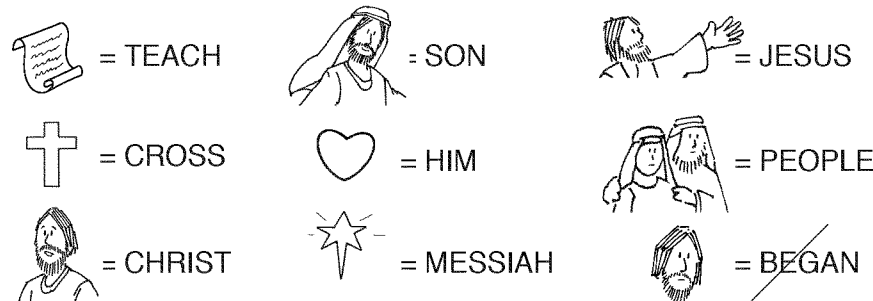 = TEACH = SON = JESUS
= CROSS = HIM = PEOPLE
= CHRIST = MESSIAH = BEGAN